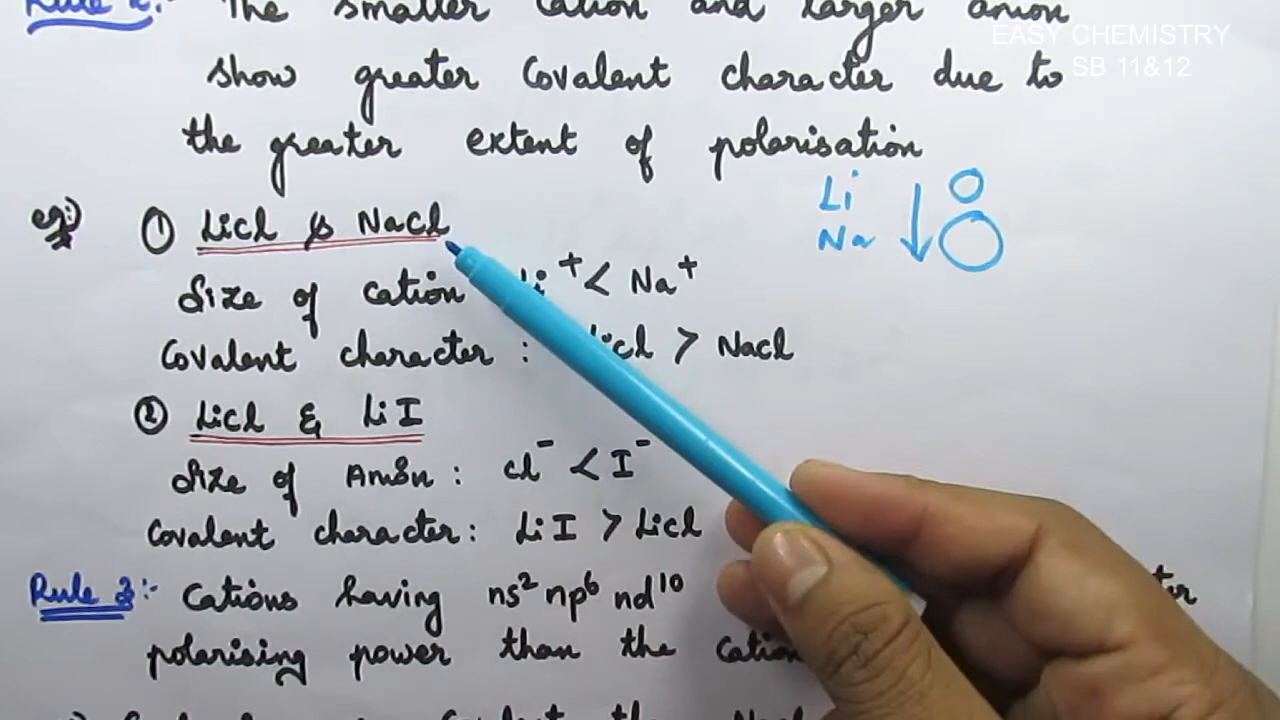 Rule 2:- The smaller cation and larger anion
EASY CHEMISTRY
SB 11&12
show greater covalent character due to
the greater extent of polarisation
Li
Na
eg:) ① LiCl & NaCl
Size of cation Li⁺ < Na⁺
Covalent character : LiCl > NaCl
② LiCl & LiI
Size of Anion : Cl⁻ < I⁻
Covalent character: LiI > LiCl
Rule 3:- Cations having ns² np⁶ nd¹⁰
polarising power than the cation